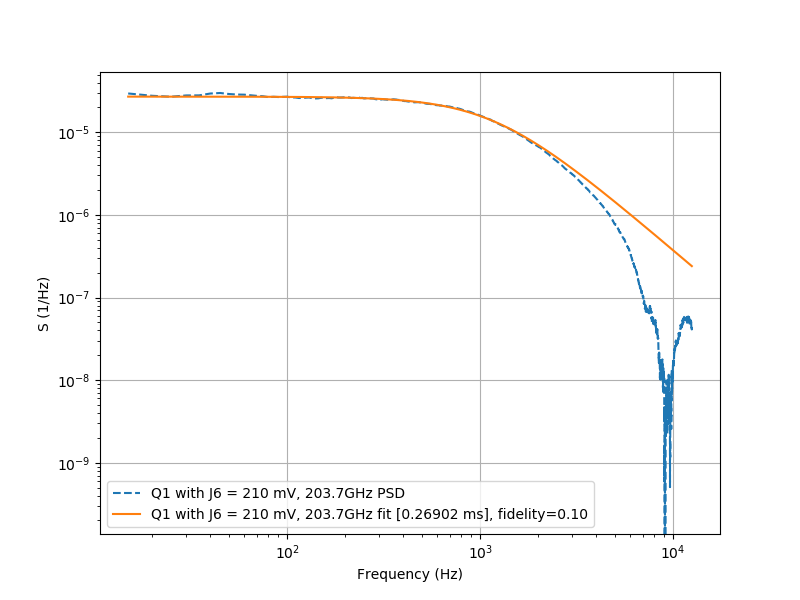 S (1/Hz)
10⁻⁵
10⁻⁶
10⁻⁷
10⁻⁸
10⁻⁹
Q1 with J6 = 210 mV, 203.7GHz PSD
Q1 with J6 = 210 mV, 203.7GHz fit [0.26902 ms], fidelity=0.10
10² 10³ 10⁴
Frequency (Hz)